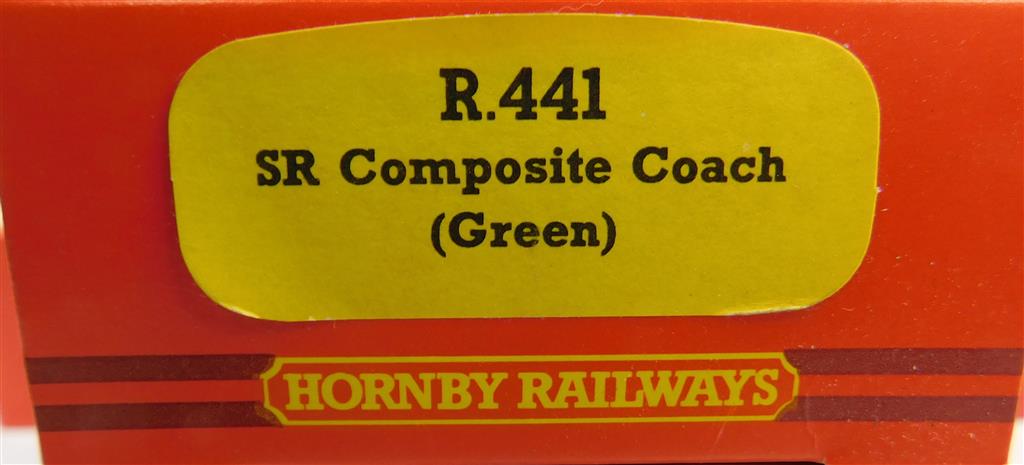 R.441
SR Composite Coach
(Green)
HORNBY RAILWAYS